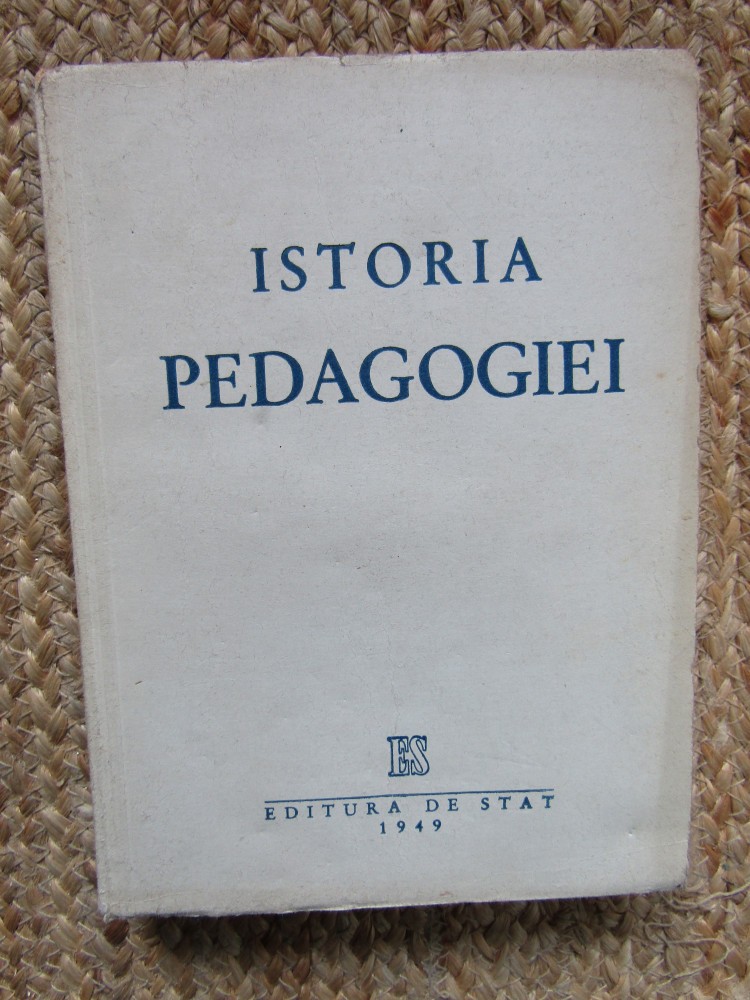 ISTORIA
PEDAGOGIEI
ES
EDITURA DE STAT
1949